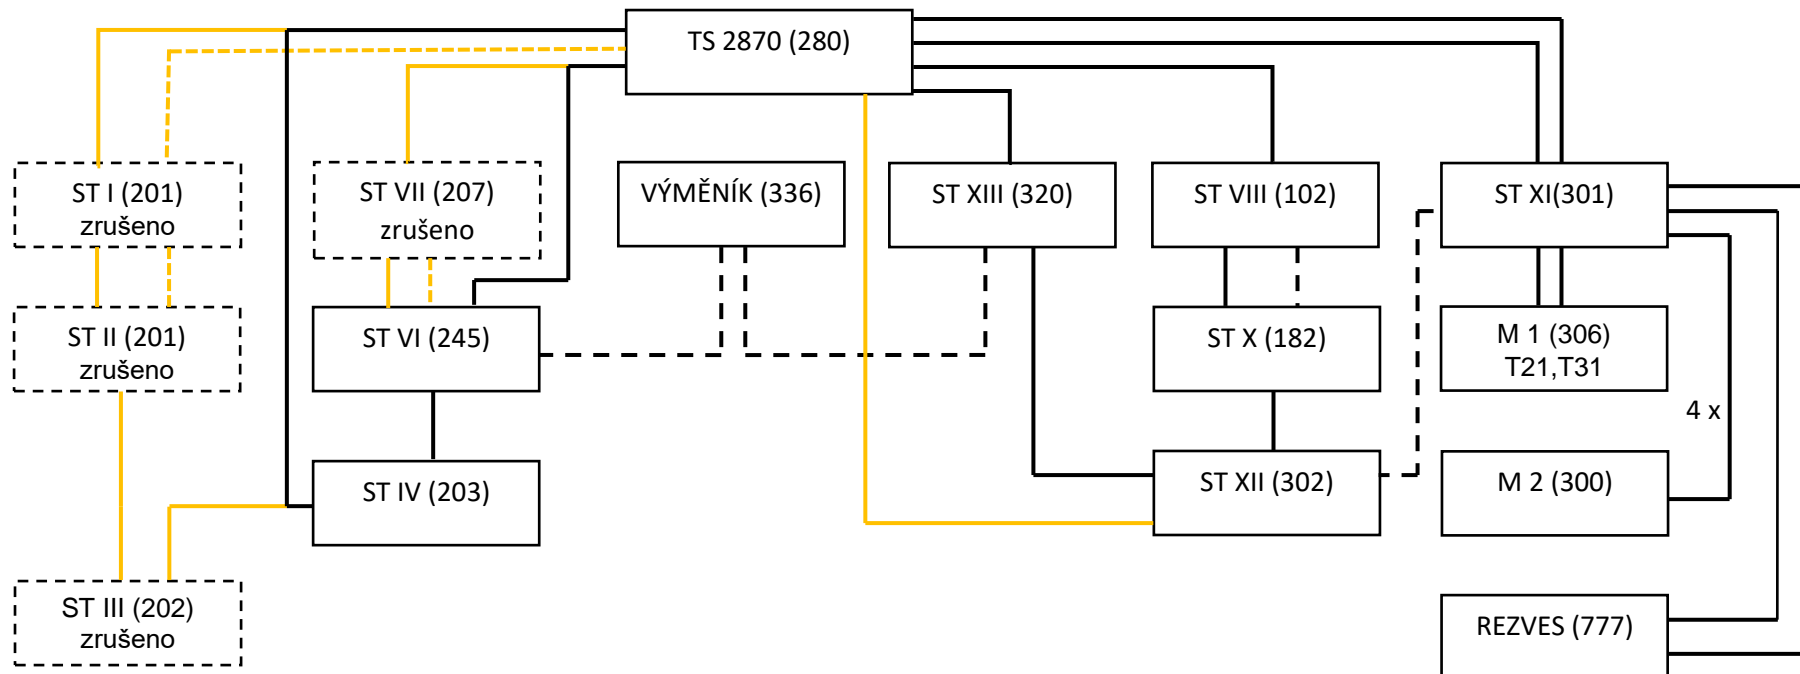 TS 2870 (280)
ST I (201)
zrušeno
ST VII (207)
zrušeno
VÝMĚNÍK (336)
ST XIII (320)
ST VIII (102)
ST XI(301)
ST II (201)
zrušeno
ST VI (245)
ST X (182)
M 1 (306)
T21,T31
4 x
ST IV (203)
ST XII (302)
M 2 (300)
ST III (202)
zrušeno
REZVES (777)